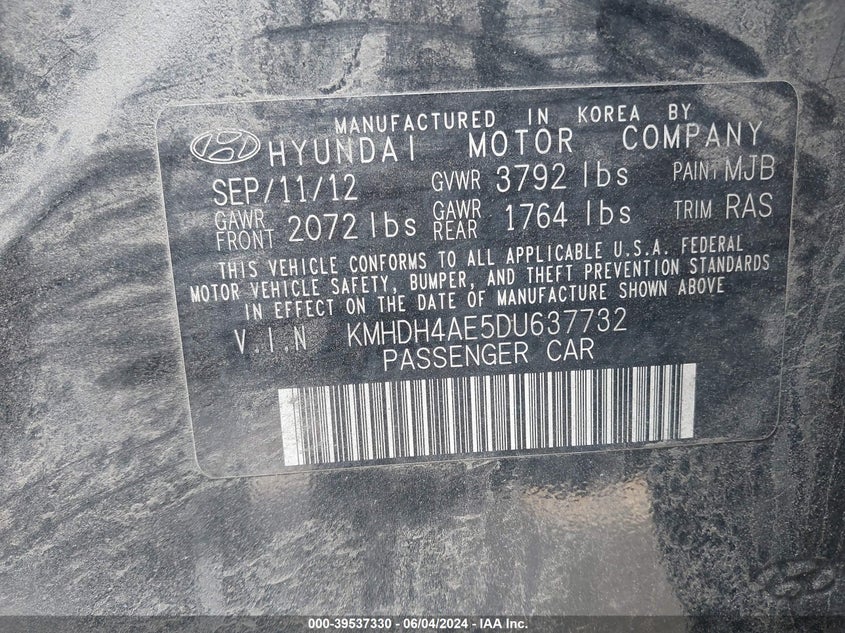 MANUFACTURED IN KOREA BY
HYUNDAI MOTOR COMPANY
SEP/11/12 GVWR 3792 lbs PAINT MJB
GAWR FRONT 2072 lbs GAWR REAR 1764 lbs TRIM RAS
THIS VEHICLE CONFORMS TO ALL APPLICABLE U.S.A. FEDERAL
MOTOR VEHICLE SAFETY, BUMPER, AND THEFT PREVENTION STANDARDS
IN EFFECT ON THE DATE OF MANUFACTURE SHOWN ABOVE
V.I.N KMHDH4AE5DU637732
PASSENGER CAR
000-39537330 - 06/04/2024 - IAA Inc.